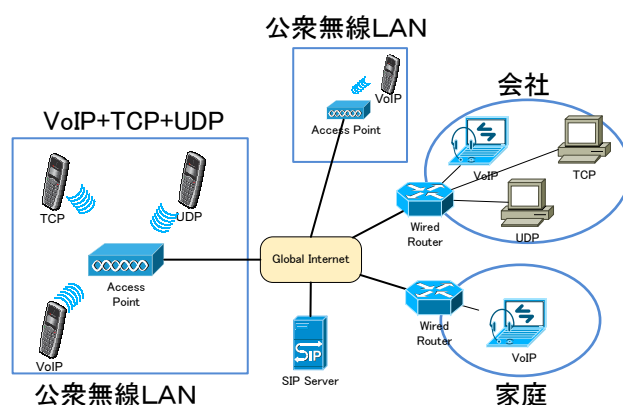 公衆無線LAN
VoIP
Access Point
会社
VoIP
TCP
UDP
Wired
Router
VoIP+TCP+UDP
TCP
UDP
Access
Point
VoIP
公衆無線LAN
Global Internet
SIP
SIP Server
Wired
Router
VoIP
家庭